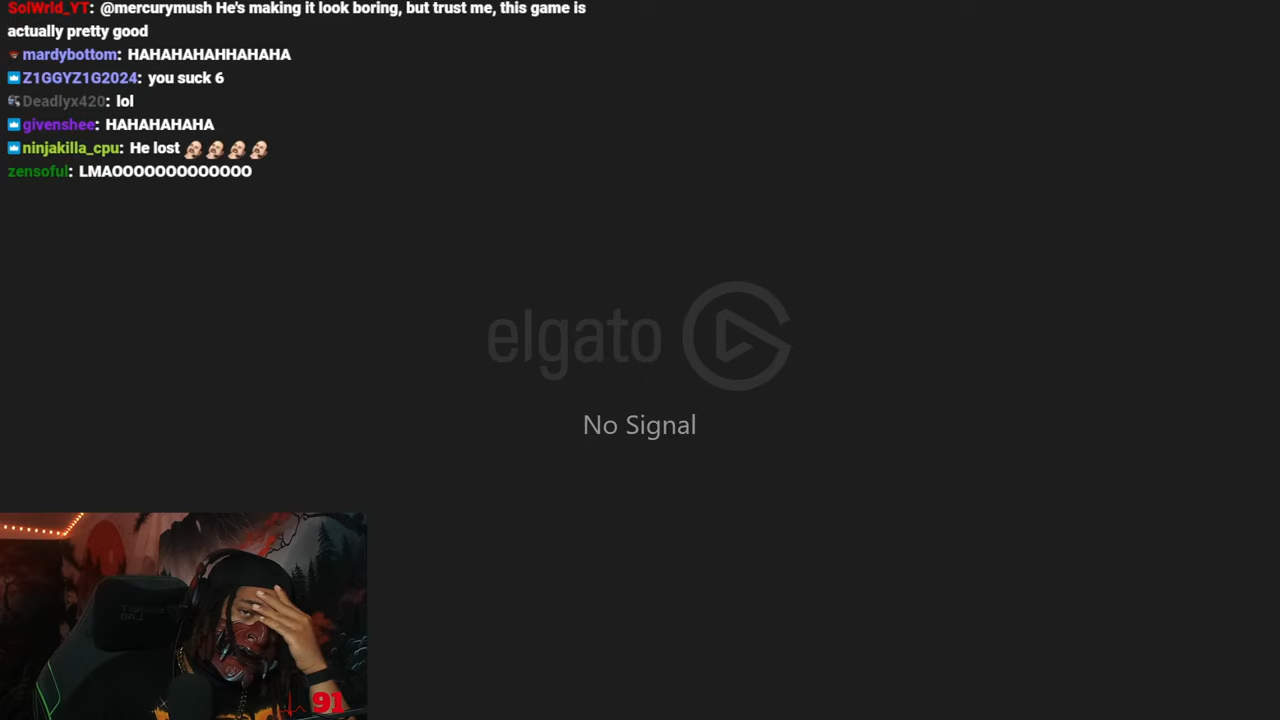 SolWrld_YT: @mercurymush He's making it look boring, but trust me, this game is
actually pretty good
mardybottom: HAHAHAHAHHAHAHA
Z1GGYZ1G2024: you suck 6
Deadlyx420: lol
givenshee: HAHAHAHAHA
ninjakilla_cpu: He lost
zensoful: LMAOOOOOOOOOOOOO
elgato
No Signal
91